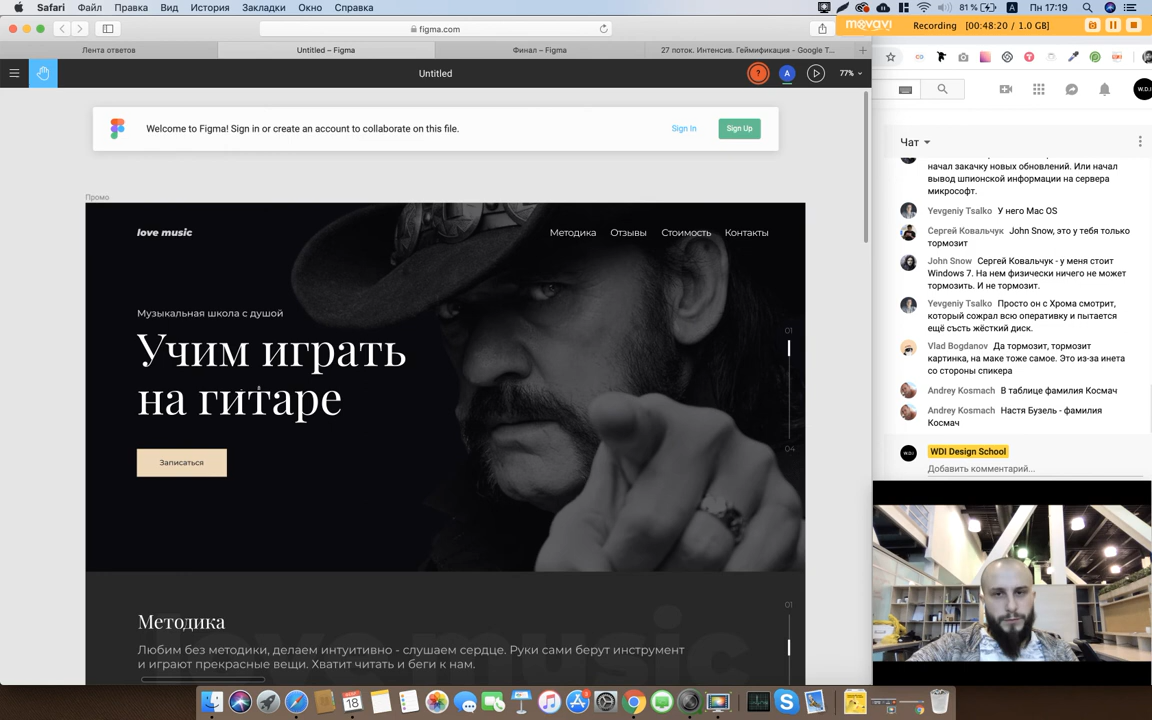 Safari Файл Правка Вид История Закладки Окно Справка
81 %
Пн 17:19
movavi
Recording [00:48:20 / 1.0 GB]
figma.com
Лента ответов
Untitled – Figma
Финал – Figma
27 поток. Интенсив. Геймификация - Google Т...
Untitled
?
A
77%
Welcome to Figma! Sign in or create an account to collaborate on this file.
Sign In
Sign Up
Промо
love music
Методика Отзывы Стоимость Контакты
Музыкальная школа с душой
Учим играть
на гитаре
Записаться
01
04
Методика
Любим без методики, делаем интуитивно - слушаем сердце. Руки сами берут инструмент
и играют прекрасные вещи. Хватит читать и беги к нам.
01
love music
Чат
начал закачку новых обновлений. Или начал
вывод шпионской информации на сервера
микрософт.
Yevgeniy Tsalko У него Mac OS
Сергей Ковальчук John Snow, это у тебя только
тормозит
John Snow Сергей Ковальчук - у меня стоит
Windows 7. На нем физически ничего не может
тормозить. И не тормозит.
Yevgeniy Tsalko Просто он с Хрома смотрит,
который сожрал всю оперативку и пытается
ещё състь жёсткий диск.
Vlad Bogdanov Да тормозит, тормозит
картинка, на маке тоже самое. Это из-за инета
со стороны спикера
Andrey Kosmach В таблице фамилия Космач
Andrey Kosmach Настя Бузель - фамилия
Космач
WDI Design School
Добавить комментарий...
18